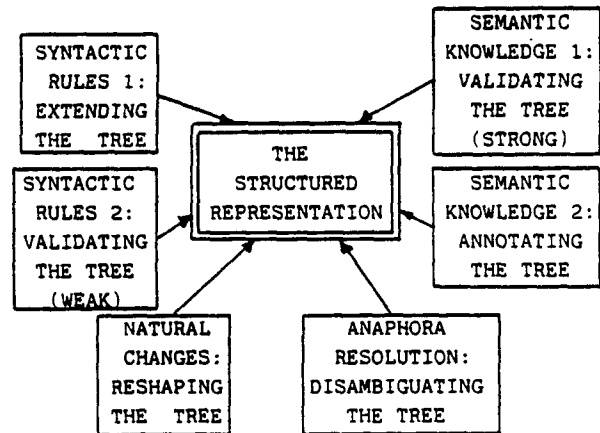 SYNTACTIC
RULES 1:
EXTENDING
THE TREE
SEMANTIC
KNOWLEDGE 1:
VALIDATING
THE TREE
(STRONG)
THE
STRUCTURED
REPRESENTATION
SYNTACTIC
RULES 2:
VALIDATING
THE TREE
(WEAK)
SEMANTIC
KNOWLEDGE 2:
ANNOTATING
THE TREE
NATURAL
CHANGES:
RESHAPING
THE TREE
ANAPHORA
RESOLUTION:
DISAMBIGUATING
THE TREE